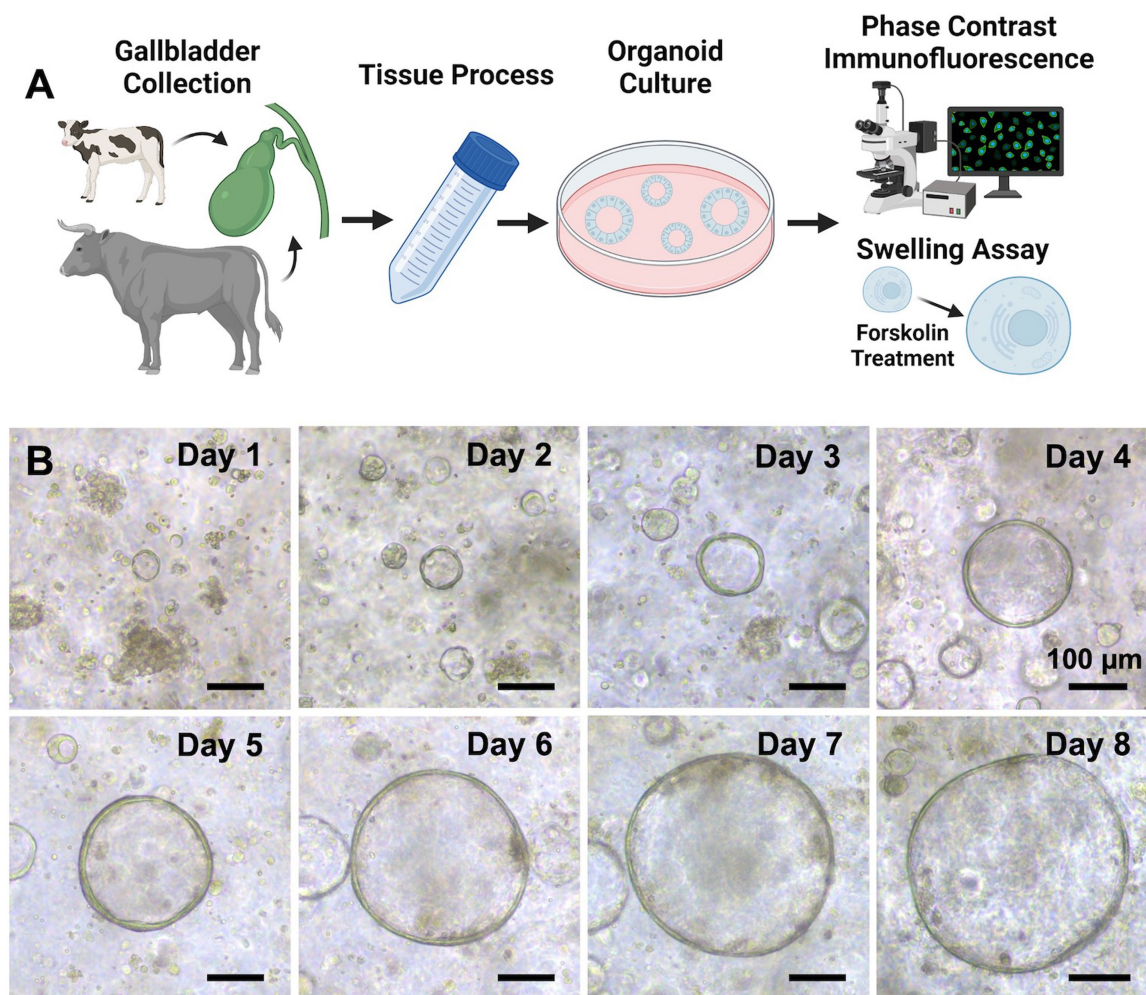 A
Gallbladder
Collection
Tissue Process
Organoid
Culture
Phase Contrast
Immunofluorescence
Swelling Assay
Forskolin
Treatment
B
Day 1
Day 2
Day 3
Day 4
100 μm
Day 5
Day 6
Day 7
Day 8